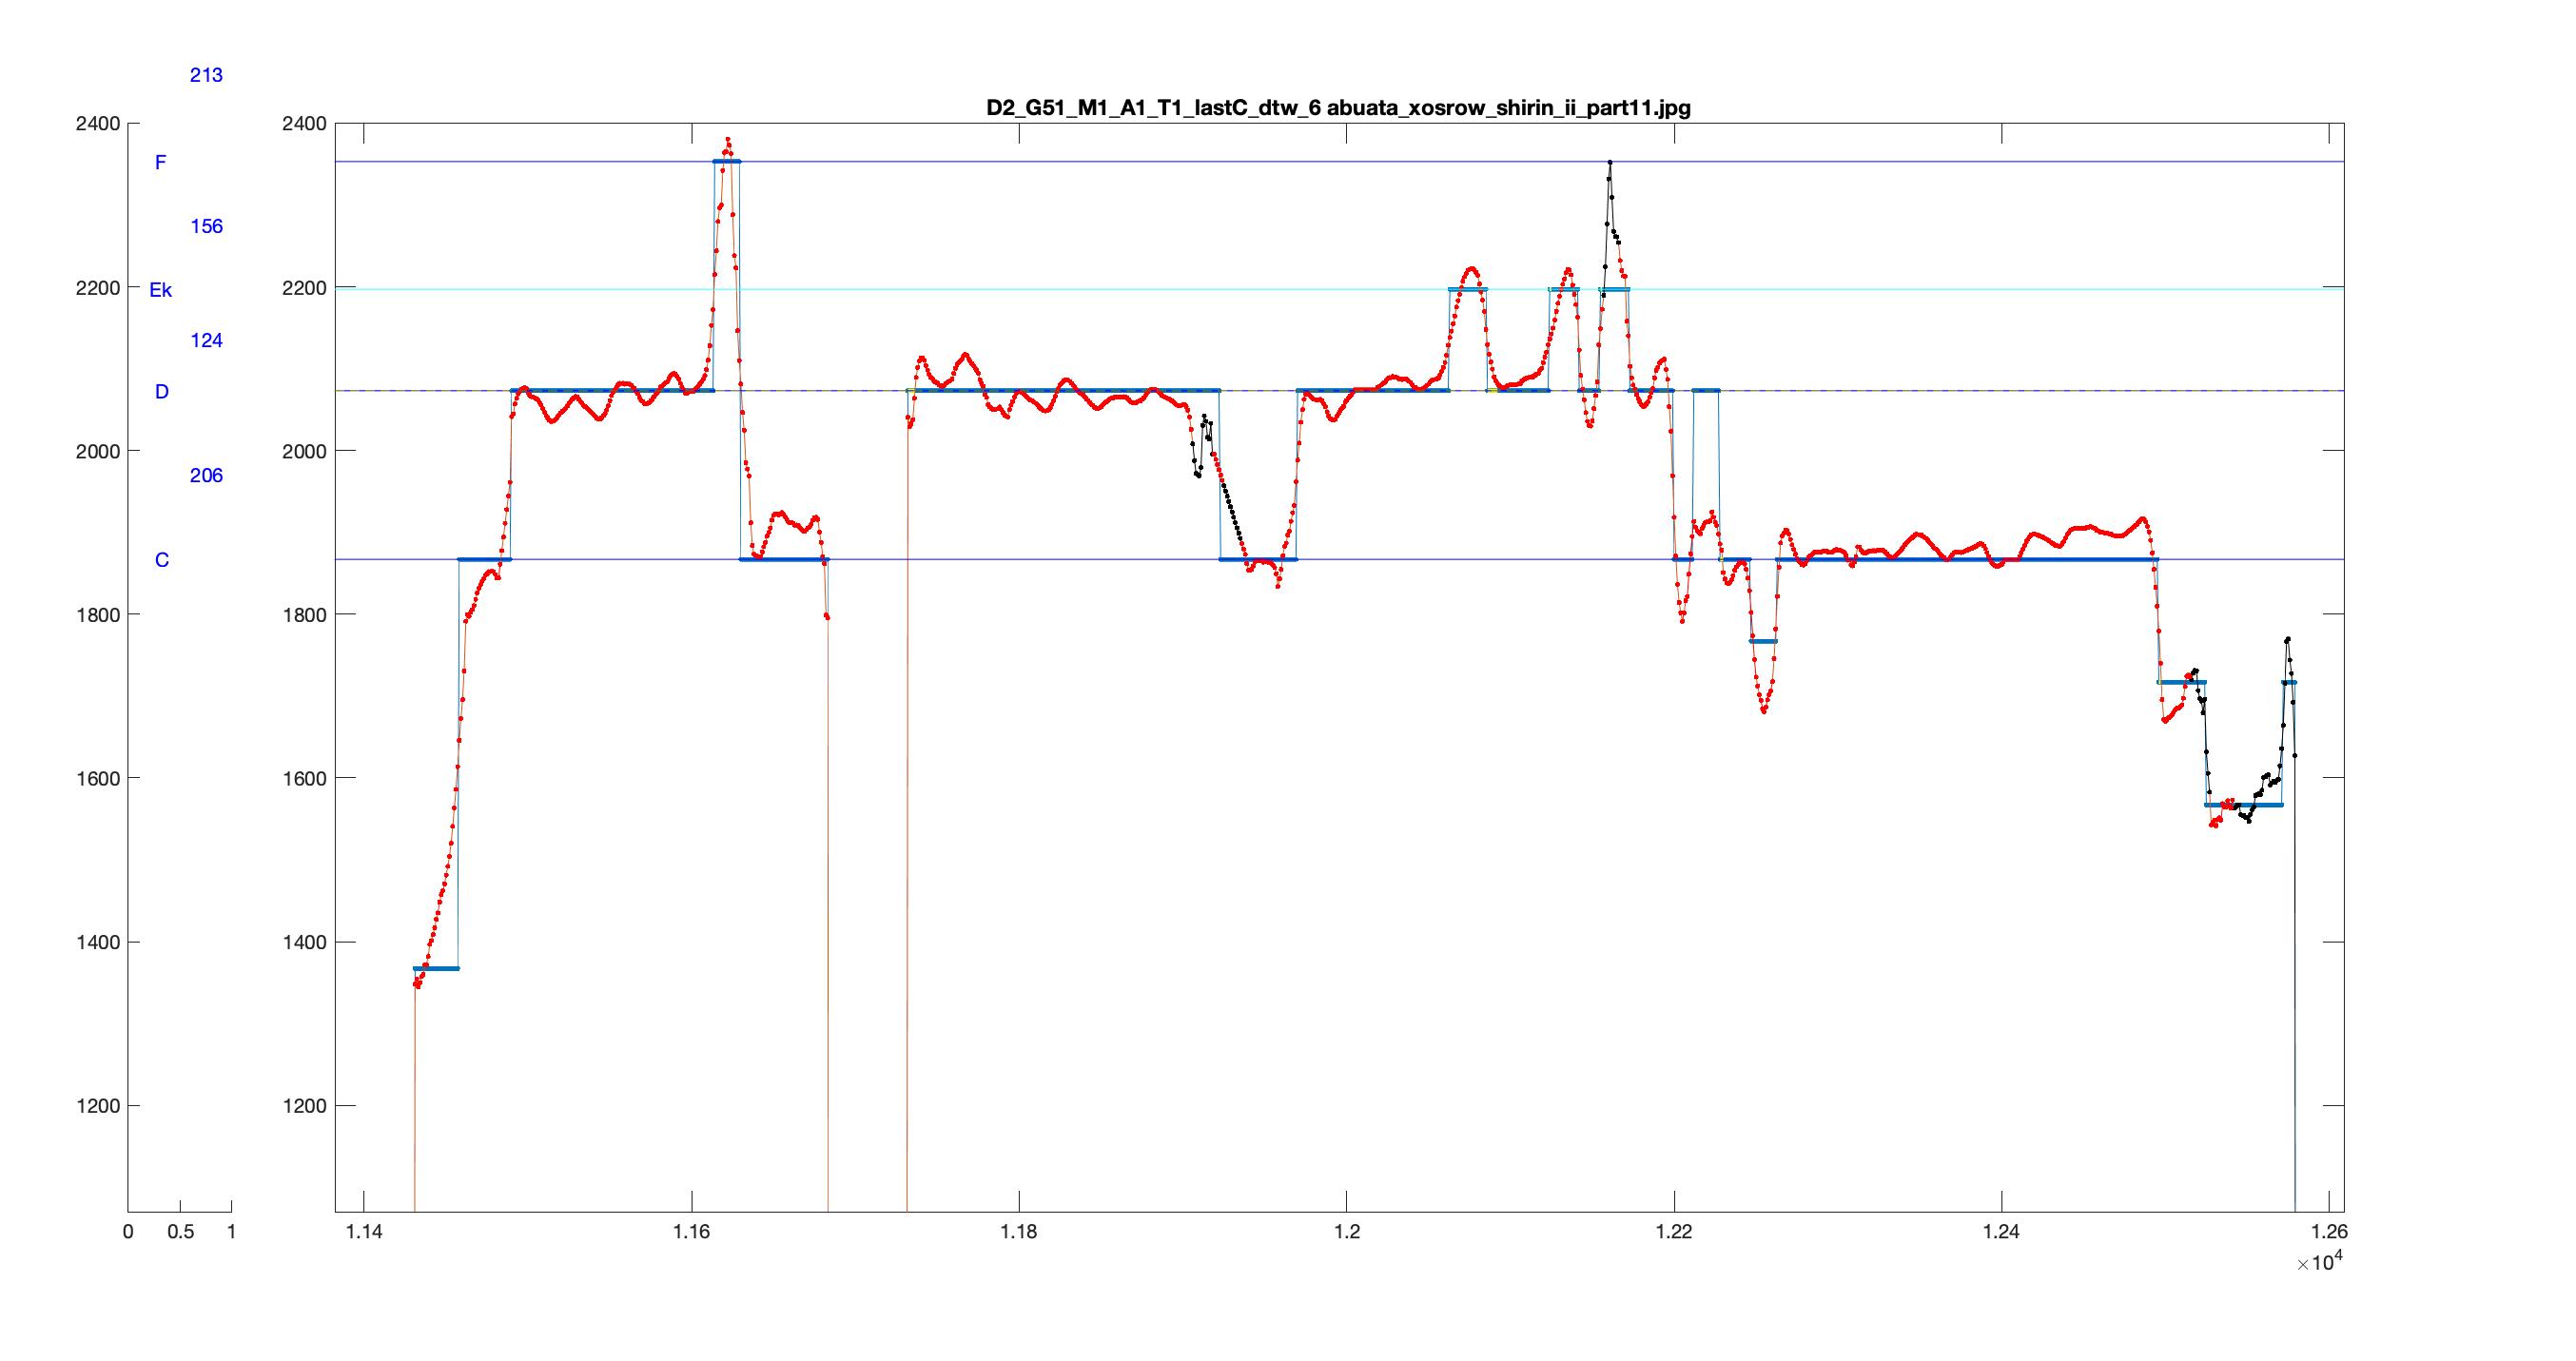 213
D2_G51_M1_A1_T1_lastC_dtw_6 abuata_xosrow_shirin_ii_part11.jpg
2400 2400
F
156
2200 Ek 2200
124
D
2000 206 2000
C
1800 1800
1600 1600
1400 1400
1200 1200
0 0.5 1 1.14 1.16 1.18 1.2 1.22 1.24 1.26
×10^4